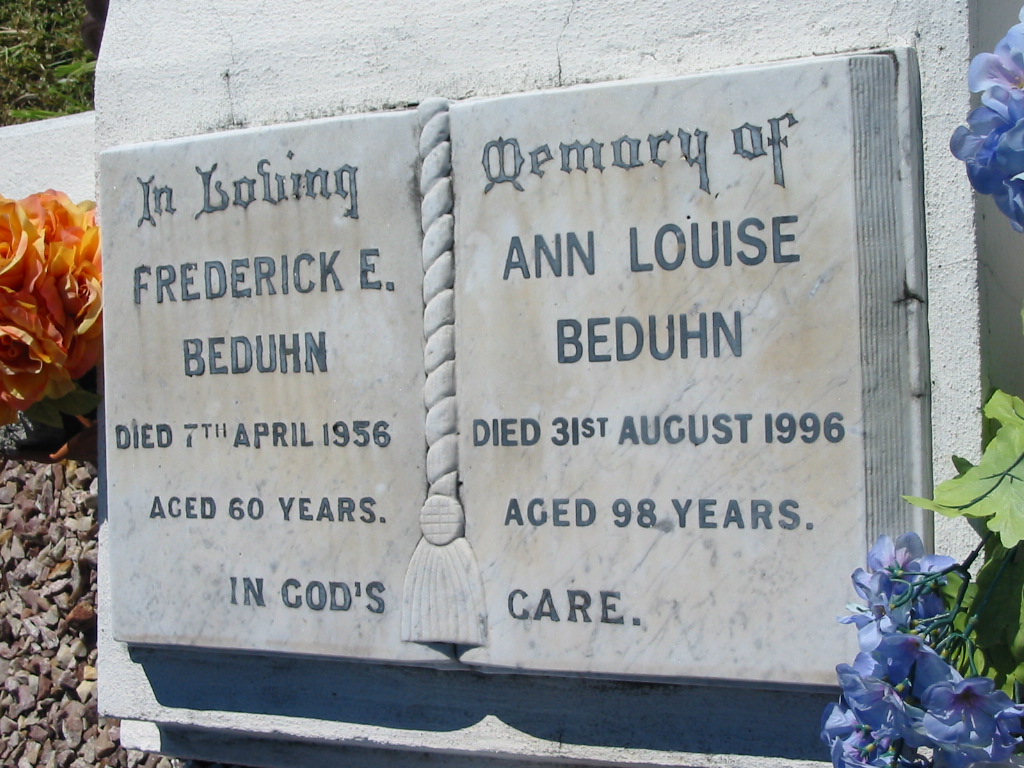 In Loving Memory of
FREDERICK E.
BEDUHN
DIED 7TH APRIL 1956
AGED 60 YEARS.
ANN LOUISE
BEDUHN
DIED 31ST AUGUST 1996
AGED 98 YEARS.
IN GOD'S CARE.